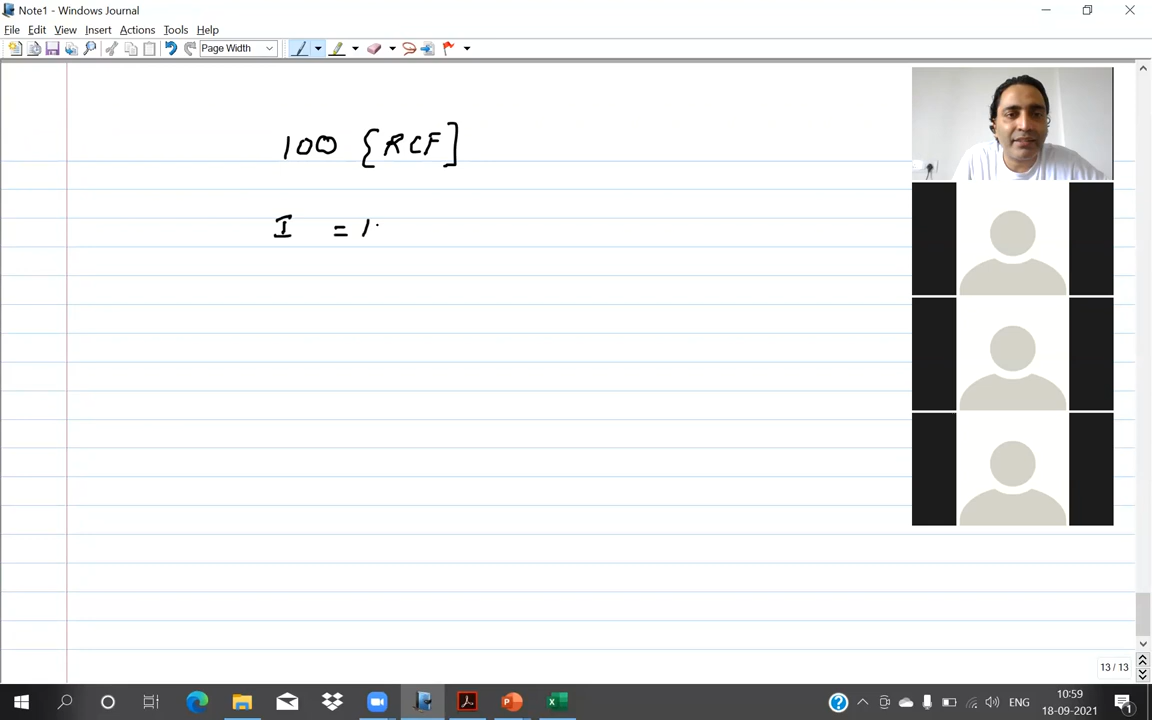 Note1 - Windows Journal
File Edit View Insert Actions Tools Help
Page Width
100 {RCF]
I = 1.
13 / 13
ENG
10:59
18-09-2021
1